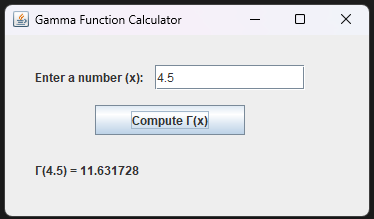 Gamma Function Calculator
Enter a number (x): 4.5
Compute Γ(x)
Γ(4.5) = 11.631728